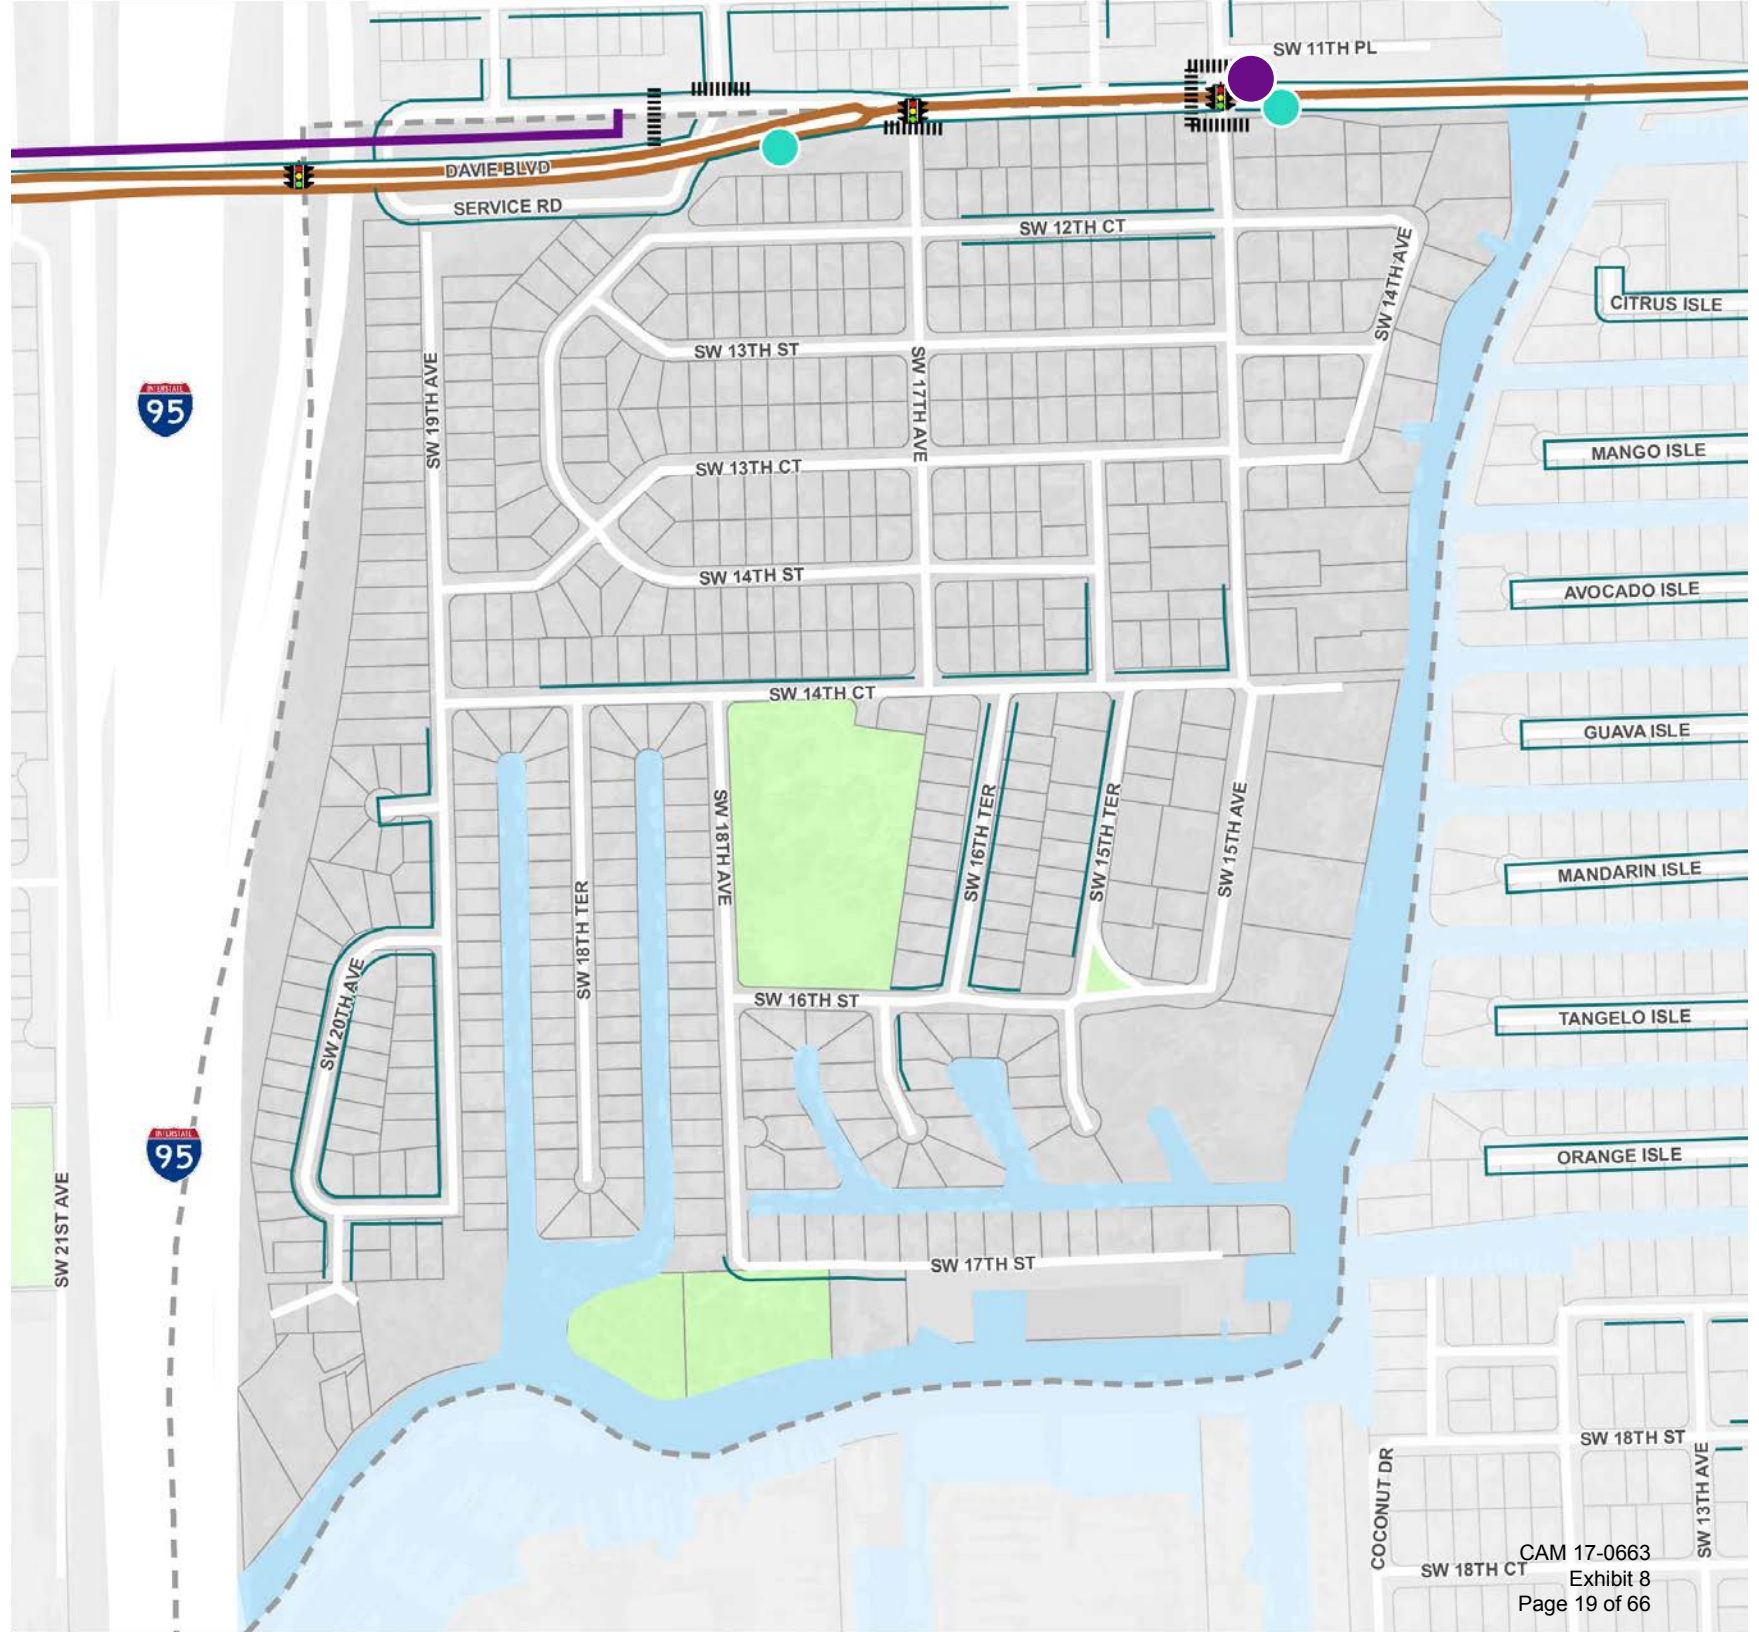 SW 11TH PL
DAVIE BLVD
SERVICE RD
SW 12TH CT
SW 14TH AVE
CITRUS ISLE
SW 13TH ST
SW 19TH AVE
SW 17TH AVE
INTERSTATE
95
MANGO ISLE
SW 13TH CT
SW 14TH ST
AVOCADO ISLE
SW 14TH CT
GUAVA ISLE
SW 18TH AVE
SW 16TH TER
SW 15TH TER
SW 15TH AVE
MANDARIN ISLE
SW 18TH TER
SW 20TH AVE
SW 16TH ST
TANGELO ISLE
INTERSTATE
95
ORANGE ISLE
SW 21ST AVE
SW 17TH ST
SW 18TH ST
COCONUT DR
SW 13TH AVE
SW 18TH CT
CAM 17-0663
Exhibit 8
Page 19 of 66